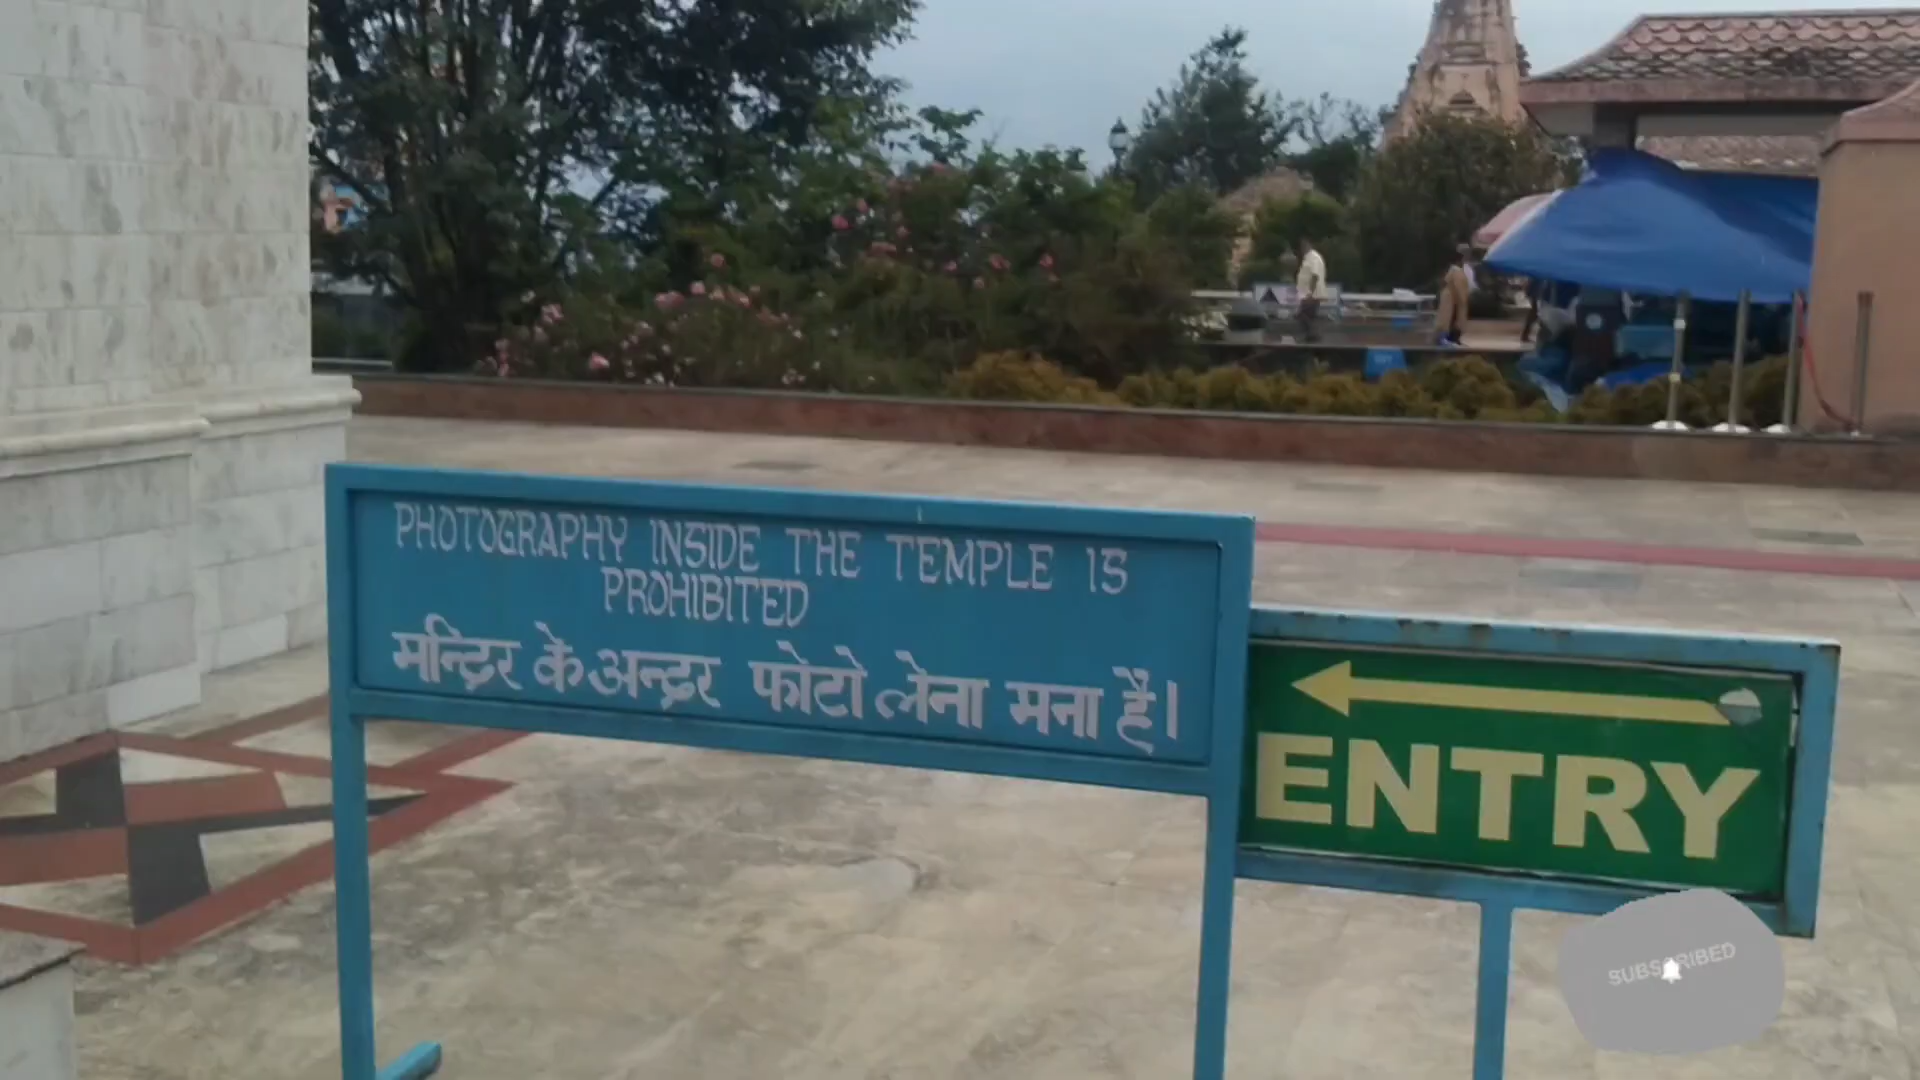 PHOTOGRAPHY INSIDE THE TEMPLE IS
PROHIBITED
मन्दिर के अन्दर फोटो लेना मना है।
ENTRY
SUBSCRIBED